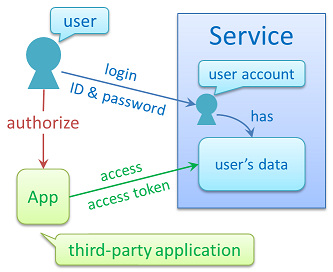 user
Service
login
ID & password
user account
authorize
has
access
access token
user's data
App
third-party application